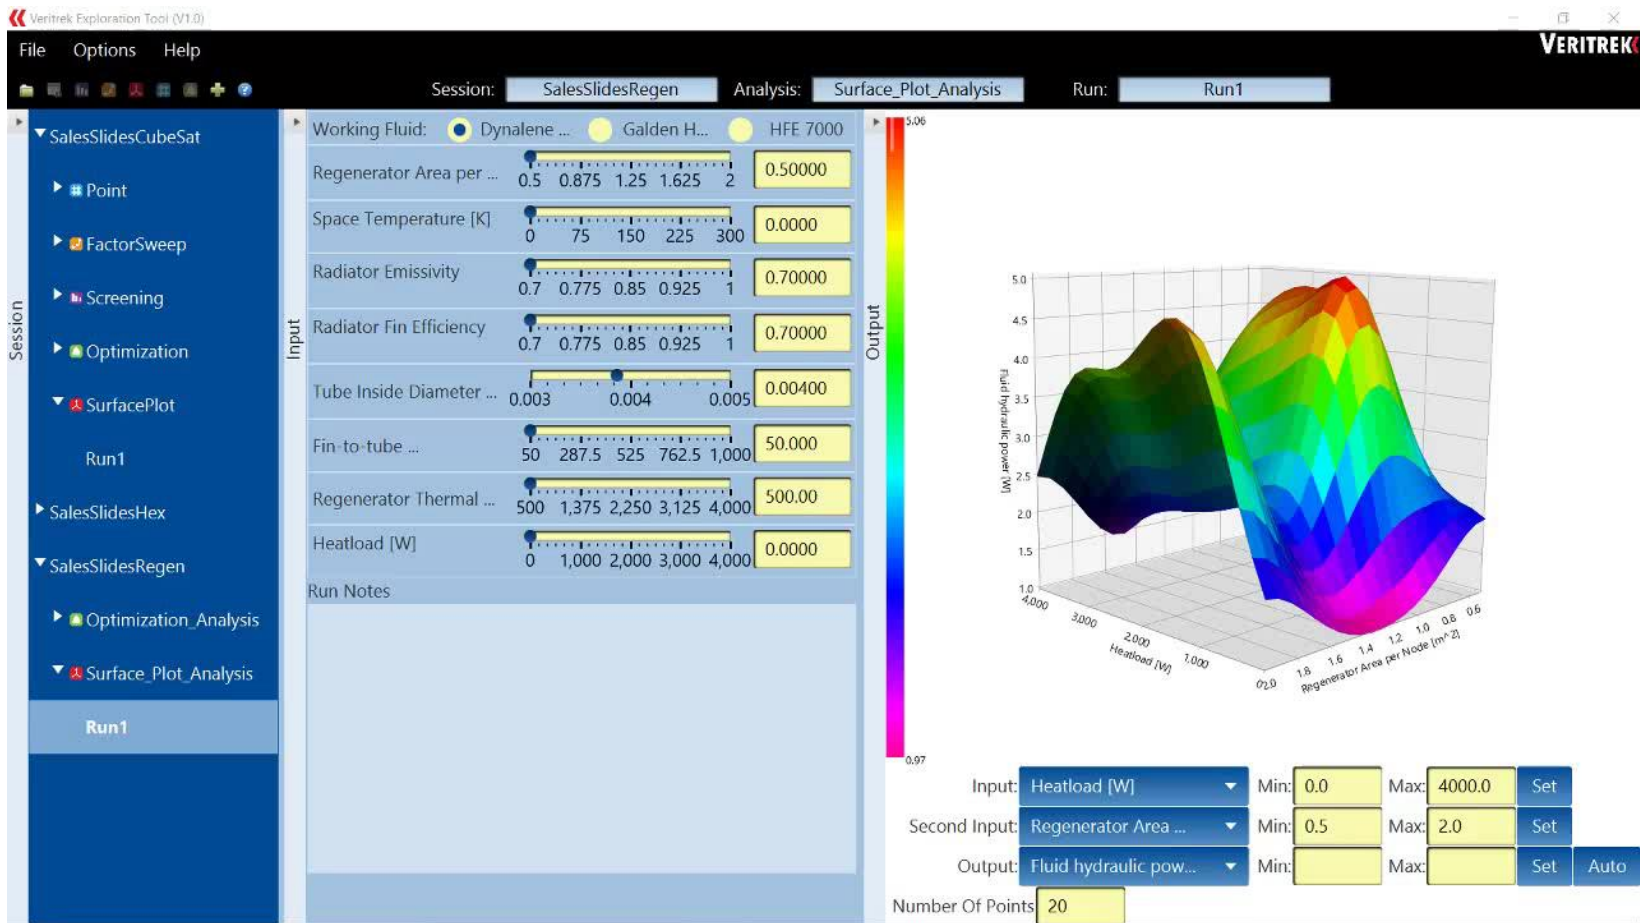 Veritrek Exploration Tool (V1.0)
File Options Help
VERITREK
Session: SalesSlidesRegen Analysis: Surface_Plot_Analysis Run: Run1
Session
SalesSlidesCubeSat
Point
FactorSweep
Screening
Optimization
SurfacePlot
Run1
SalesSlidesHex
SalesSlidesRegen
Optimization_Analysis
Surface_Plot_Analysis
Run1
Input
Working Fluid: Dynalene ... Galden H... HFE 7000
Regenerator Area per ... 0.50000
0.5 0.875 1.25 1.625 2
Space Temperature [K] 0.0000
0 75 150 225 300
Radiator Emissivity 0.70000
0.7 0.775 0.85 0.925 1
Radiator Fin Efficiency 0.70000
0.7 0.775 0.85 0.925 1
Tube Inside Diameter ... 0.00400
0.003 0.004 0.005
Fin-to-tube ... 50.000
50 287.5 525 762.5 1,000
Regenerator Thermal ... 500.00
500 1,375 2,250 3,125 4,000
Heatload [W] 0.0000
0 1,000 2,000 3,000 4,000
Run Notes
Output
5.06
0.97
5.0
4.5
4.0
3.5
3.0
2.5
2.0
1.5
1.0
Fluid hydraulic power [W]
4,000
3,000
2,000
1,000
0
Heatload [W]
2.0 1.8 1.6 1.4 1.2 1.0 0.8 0.6
Regenerator Area per Node [m^2]
Input: Heatload [W] Min: 0.0 Max: 4000.0 Set
Second Input: Regenerator Area ... Min: 0.5 Max: 2.0 Set
Output: Fluid hydraulic pow... Min: Max: Set Auto
Number Of Points 20